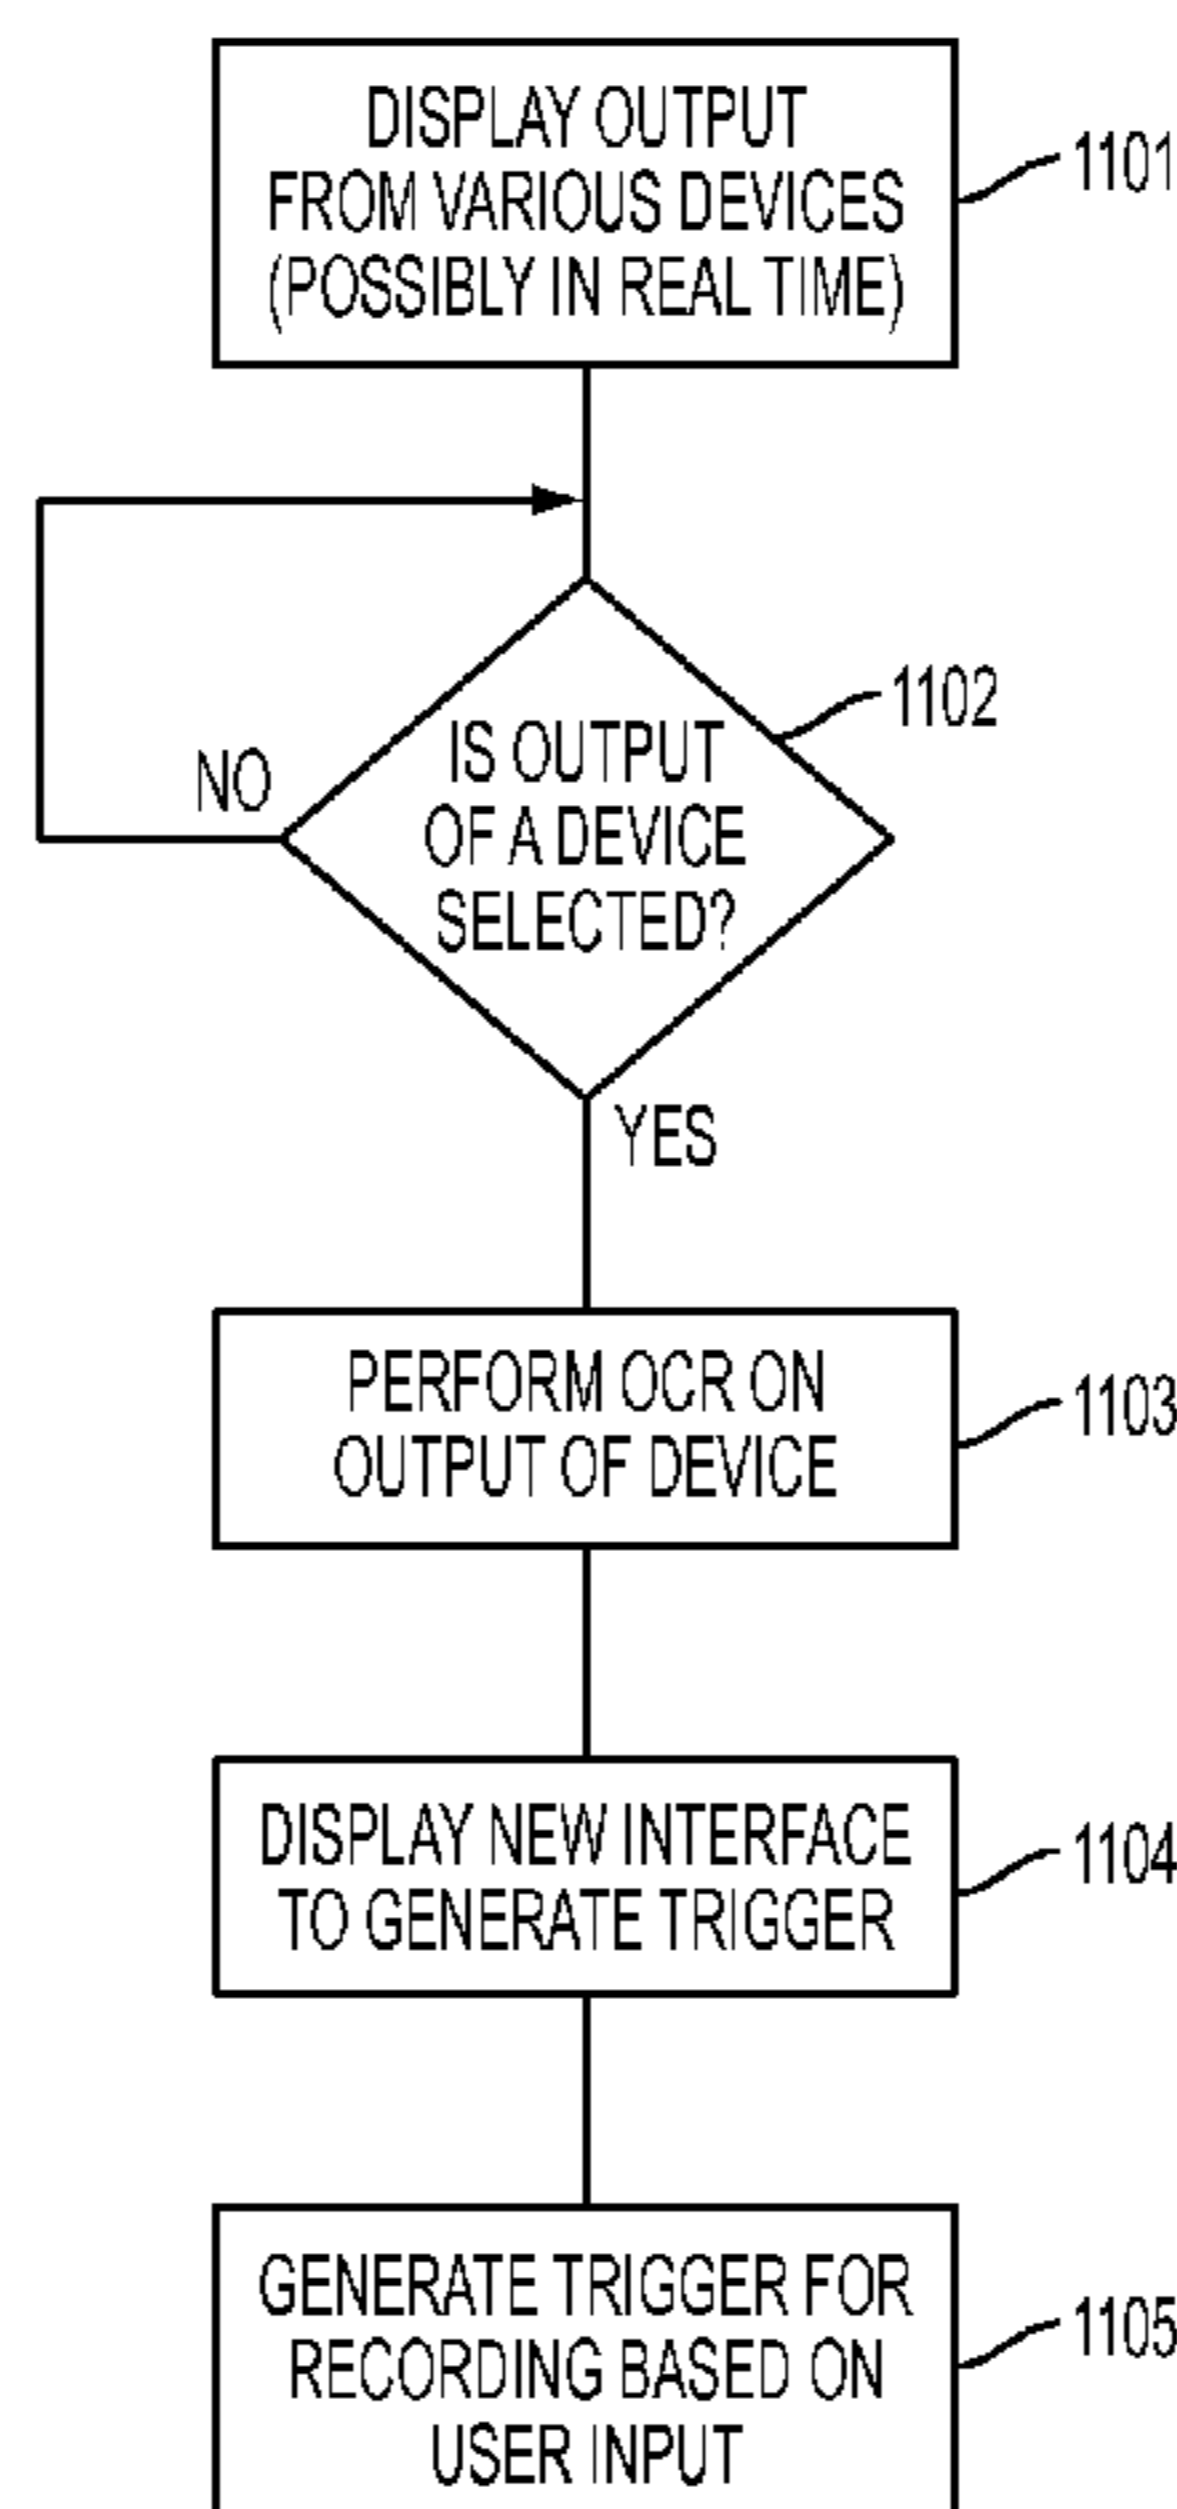 DISPLAY OUTPUT
FROM VARIOUS DEVICES
(POSSIBLY IN REAL TIME)
1101
IS OUTPUT
OF A DEVICE
SELECTED?
1102
NO
YES
PERFORM OCR ON
OUTPUT OF DEVICE
1103
DISPLAY NEW INTERFACE
TO GENERATE TRIGGER
1104
GENERATE TRIGGER FOR
RECORDING BASED ON
USER INPUT
1105